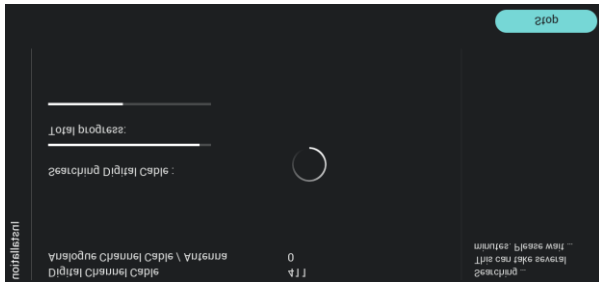 Installation
Digital Channel Cable 411
Analogue Channel Cable / Antenna 0
Searching Digital Cable :
Total progress:
Searching ...
This can take several
minutes. Please wait ...
Stop